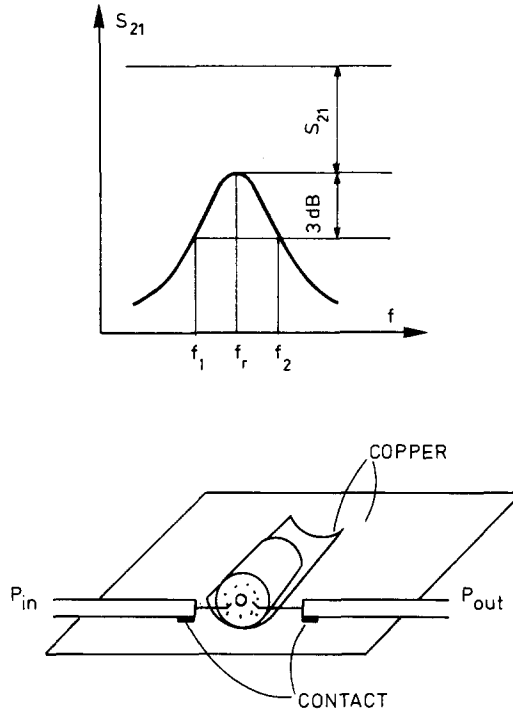 S21
S21
3 dB
f
f1
fr
f2
COPPER
Pin
Pout
CONTACT